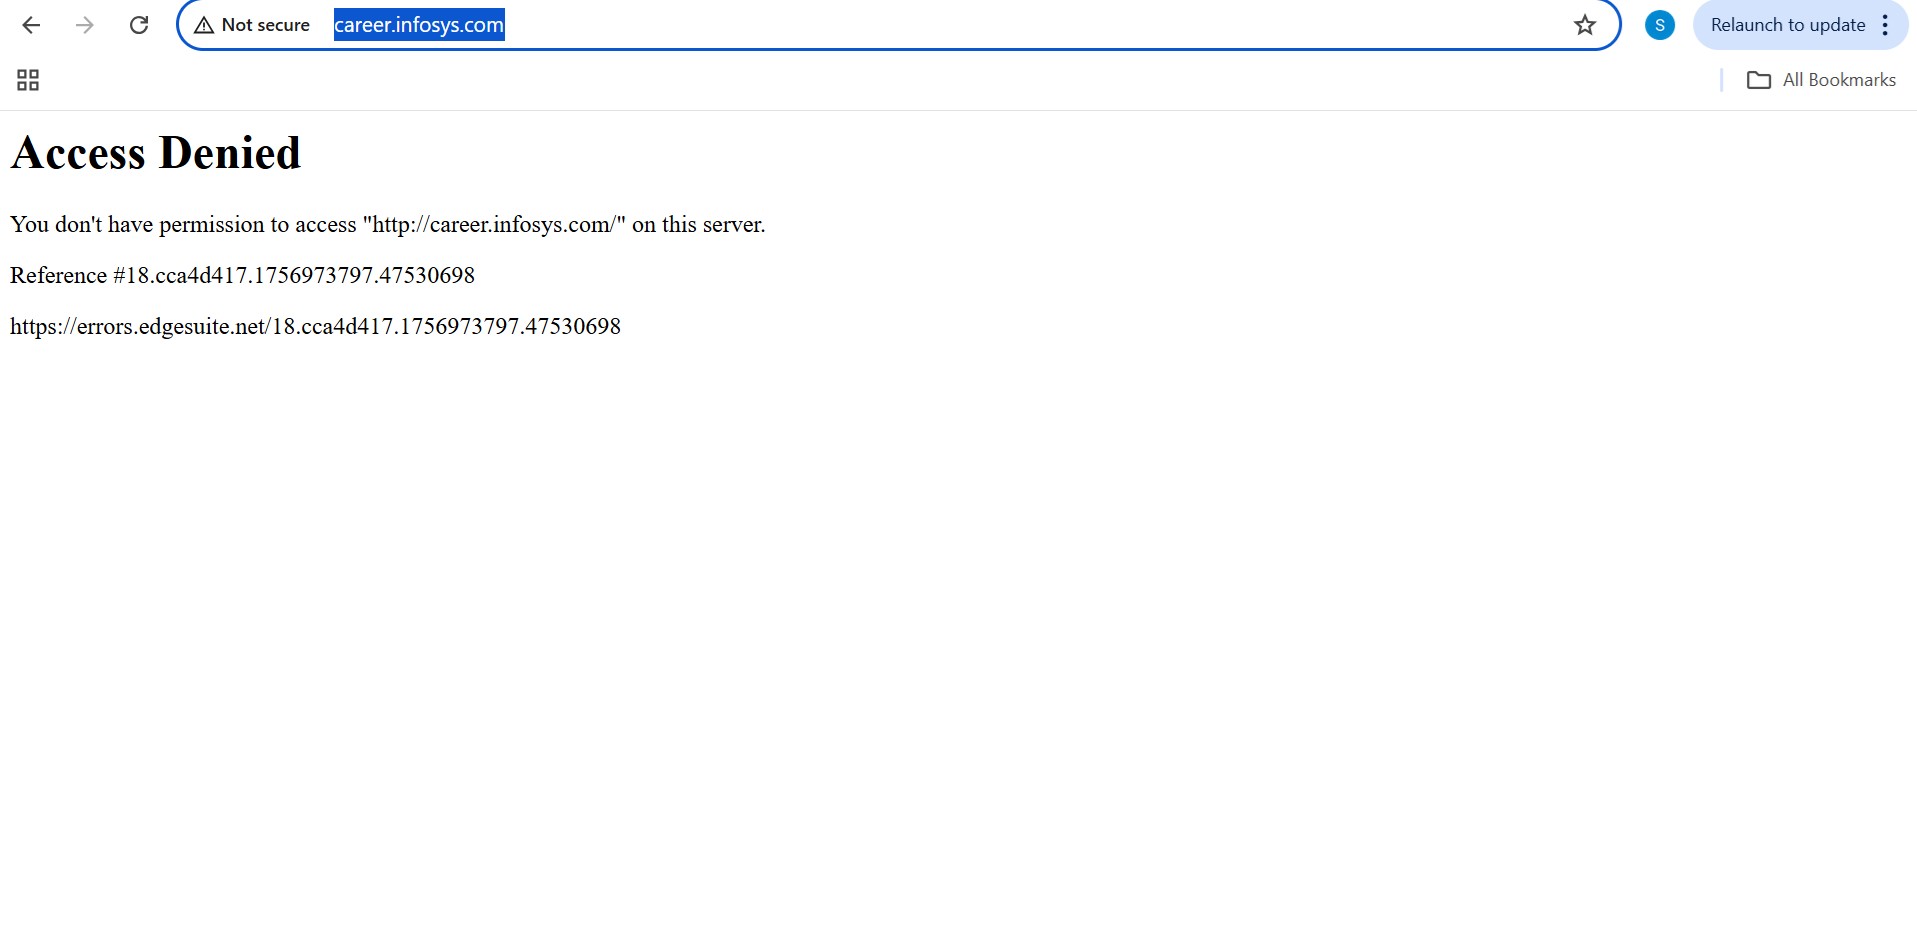 Not secure career.infosys.com S Relaunch to update
All Bookmarks
Access Denied
You don't have permission to access "http://career.infosys.com/" on this server.
Reference #18.cca4d417.1756973797.47530698
https://errors.edgesuite.net/18.cca4d417.1756973797.47530698